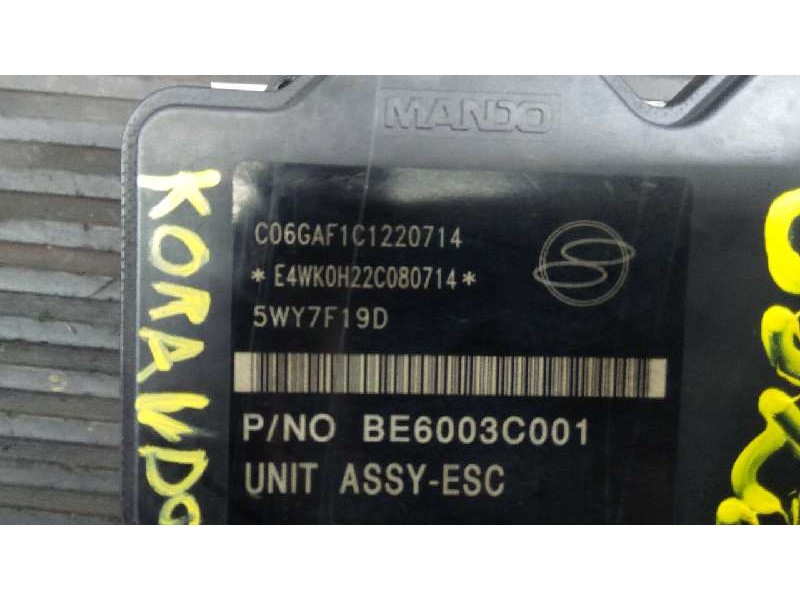 MANDO
KORANDO
C06GAF1C1220714
*E4WK0H22C080714*
5WY7F19D
P/NO BE6003C001
UNIT ASSY-ESC